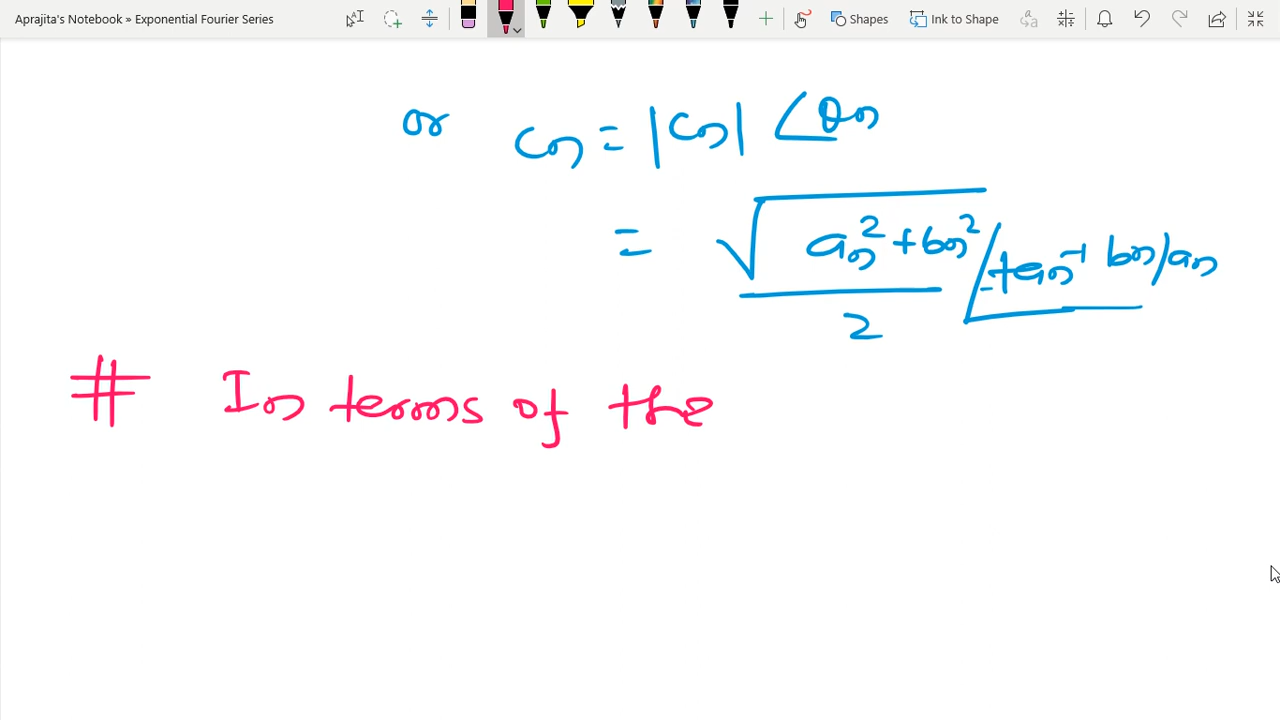 Aprajita's Notebook » Exponential Fourier Series
Shapes
Ink to Shape
or Cn = |Cn| ∠θn
= √(an² + bn²) / 2 ∠-tan⁻¹ bn/an
# In terms of the